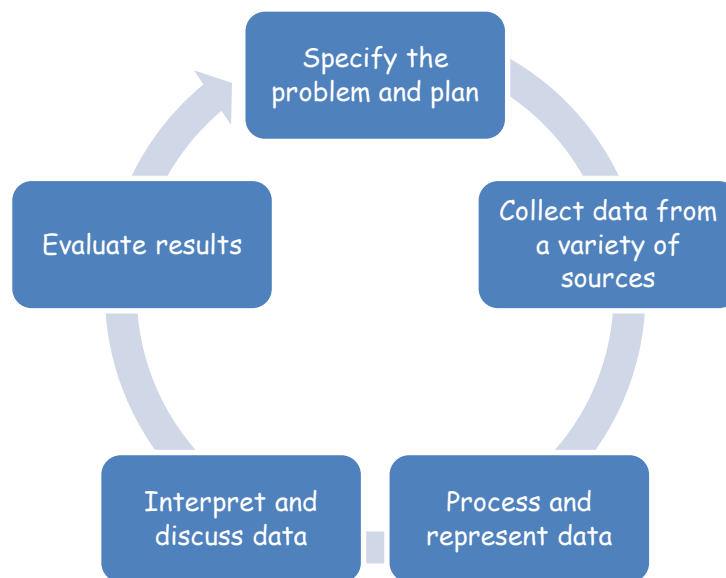 Specify the
problem and plan
Collect data from
a variety of
sources
Process and
represent data
Interpret and
discuss data
Evaluate results